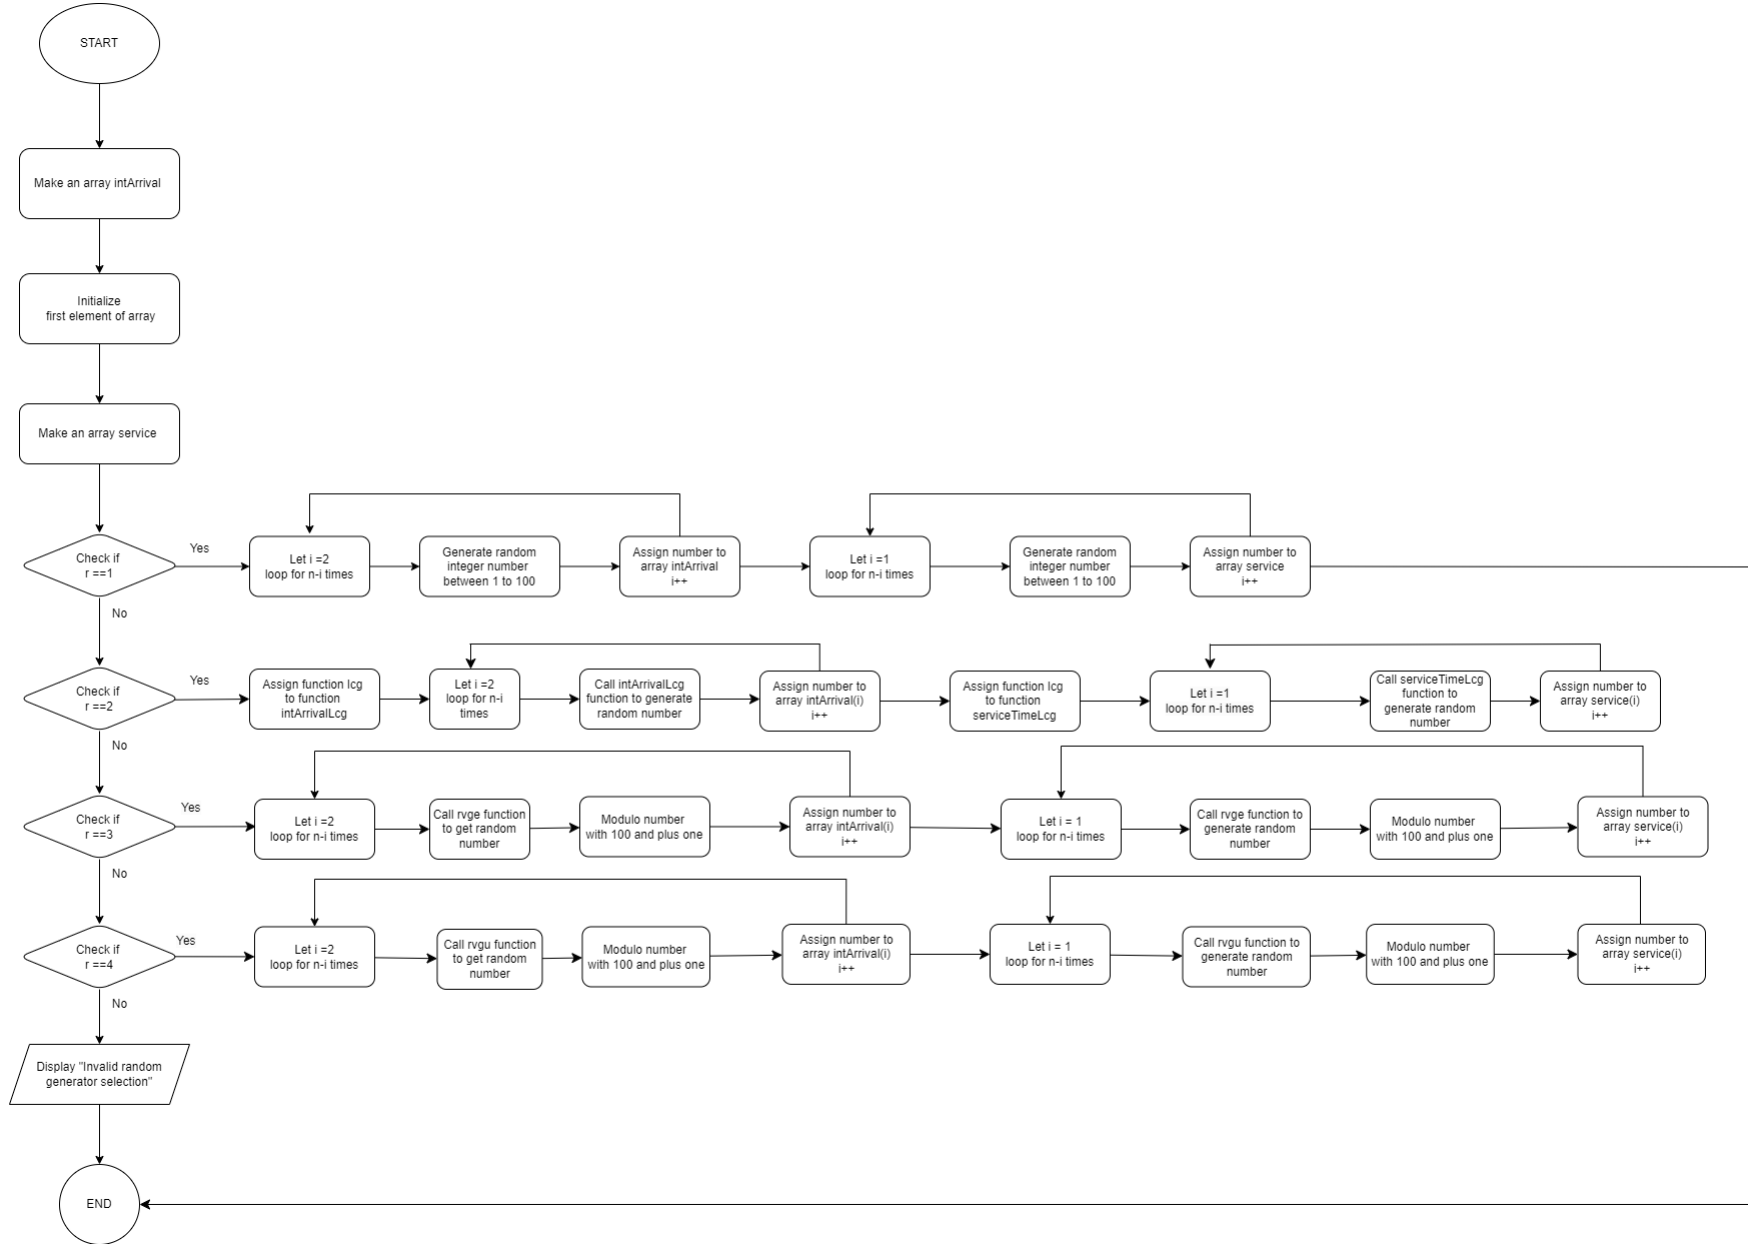 START
Make an array intArrival
Initialize
first element of array
Make an array service
Check if
r ==1
Yes
Let i =2
loop for n-i times
Generate random
integer number
between 1 to 100
Assign number to
array intArrival
i++
Let i =1
loop for n-i times
Generate random
integer number
between 1 to 100
Assign number to
array service
i++
No
Check if
r ==2
Yes
Assign function lcg
to function
intArrivalLcg
Let i =2
loop for n-i
times
Call intArrivalLcg
function to generate
random number
Assign number to
array intArrival(i)
i++
Assign function lcg
to function
serviceTimeLcg
Let i =1
loop for n-i times
Call serviceTimeLcg
function to
generate random
number
Assign number to
array service(i)
i++
No
Check if
r ==3
Yes
Let i =2
loop for n-i times
Call rvge function
to get random
number
Modulo number
with 100 and plus one
Assign number to
array intArrival(i)
i++
Let i = 1
loop for n-i times
Call rvge function to
generate random
number
Modulo number
with 100 and plus one
Assign number to
array service(i)
i++
No
Check if
r ==4
Yes
Let i =2
loop for n-i times
Call rvgu function
to get random
number
Modulo number
with 100 and plus one
Assign number to
array intArrival(i)
i++
Let i = 1
loop for n-i times
Call rvgu function to
generate random
number
Modulo number
with 100 and plus one
Assign number to
array service(i)
i++
No
Display "Invalid random
generator selection"
END